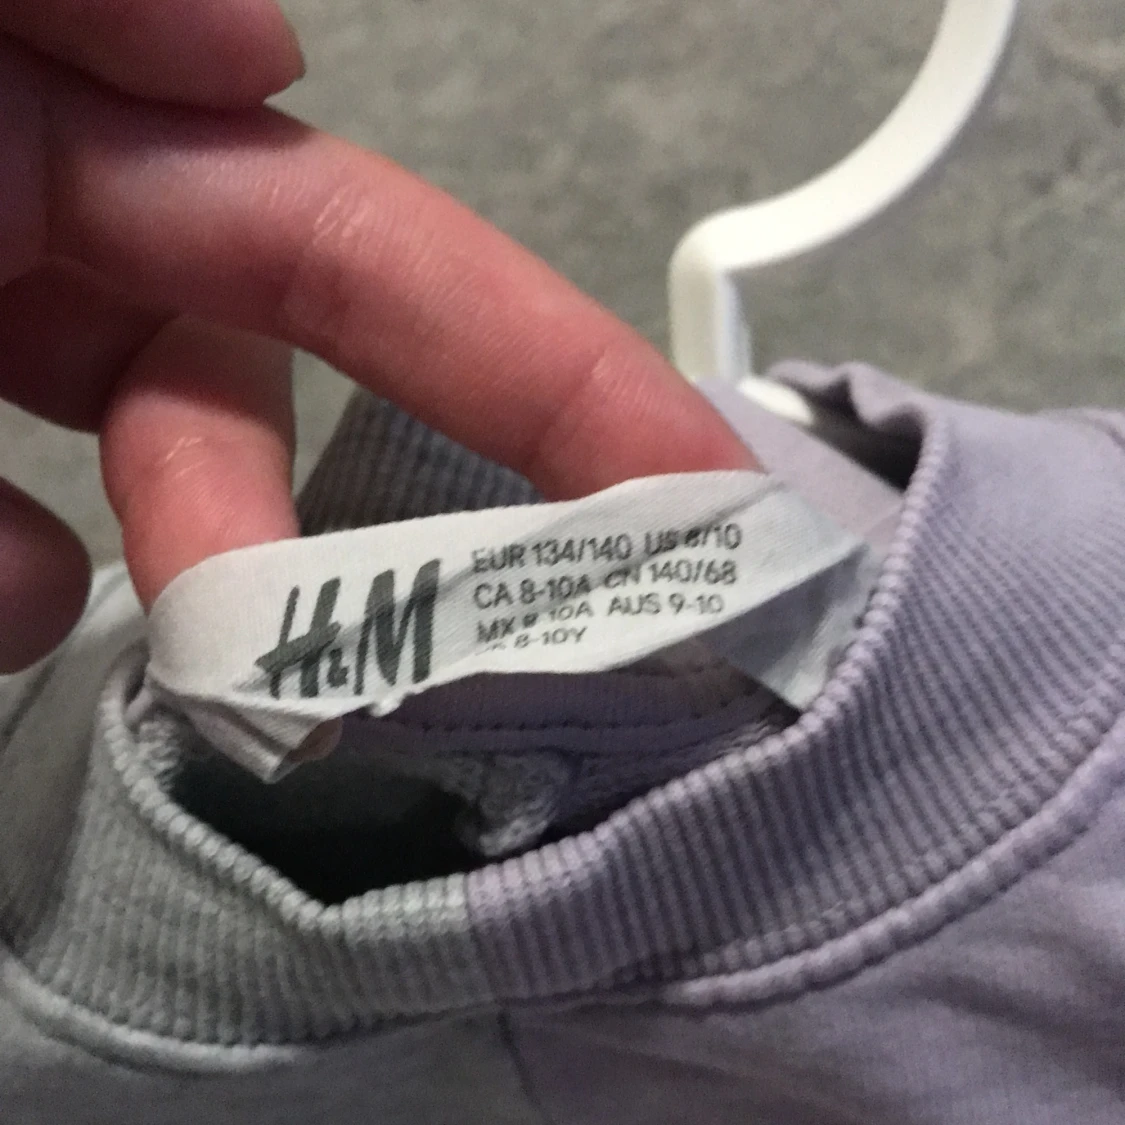 H&M
EUR 134/140 US 8/10
CA 8-10A CN 140/68
MX 8-10A AUS 9-10
8-10Y